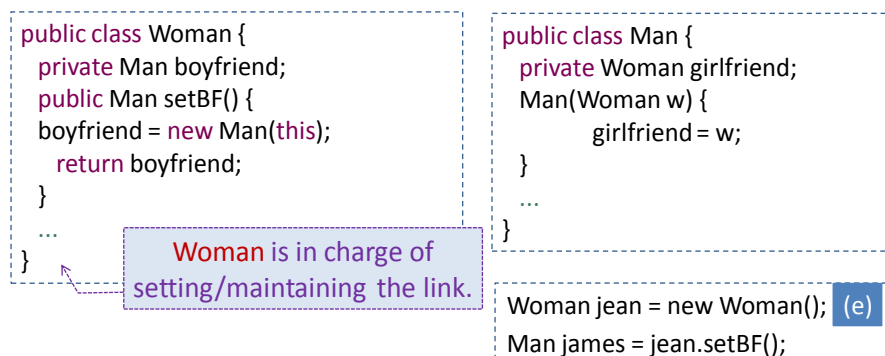 public class Woman {
private Man boyfriend;
public Man setBF() {
boyfriend = new Man(this);
return boyfriend;
}
...
}
Woman is in charge of
setting/maintaining the link.
public class Man {
private Woman girlfriend;
Man(Woman w) {
girlfriend = w;
}
...
}
Woman jean = new Woman(); (e)
Man james = jean.setBF();